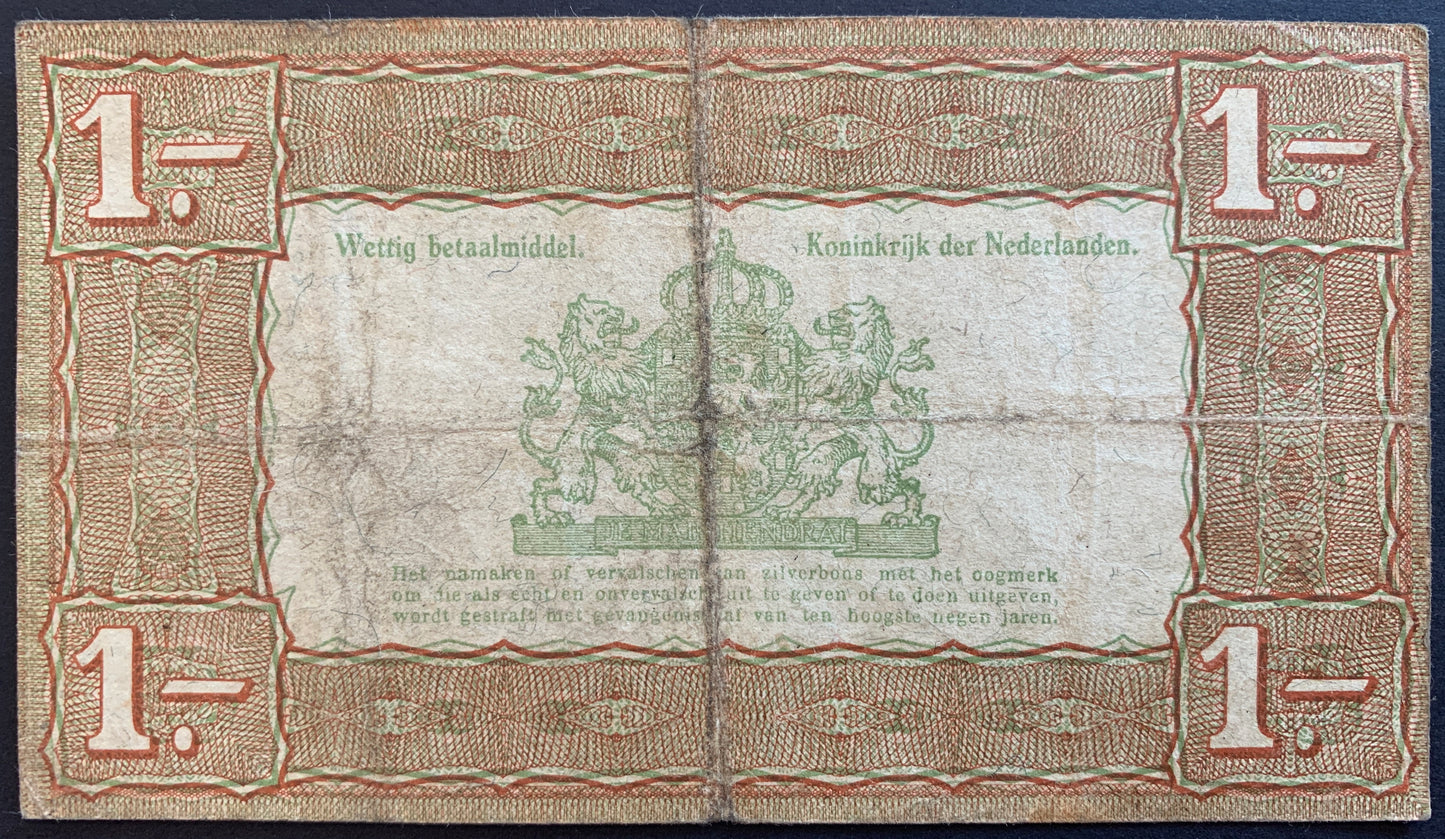 1.— 1.—
Wettig betaalmiddel. Koninkrijk der Nederlanden.
JE MAINTIENDRAI
Het namaken of vervalschen van zilverbons met het oogmerk
om die als echt en onvervalscht uit te geven of te doen uitgeven,
wordt gestraft met gevangenisstraf van ten hoogste negen jaren.
1.— 1.—